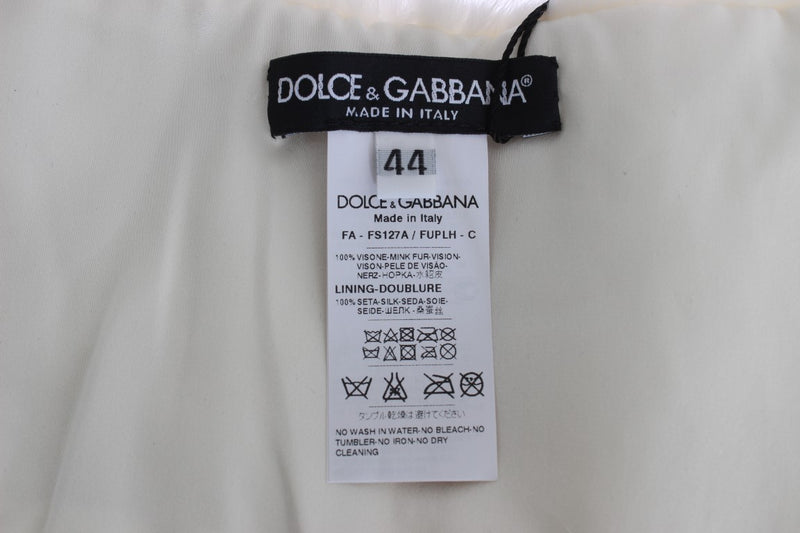 DOLCE & GABBANA®
MADE IN ITALY
44
DOLCE & GABBANA
Made in Italy
FA - FS127A / FUPLH - C
100% VISONE-MINK FUR-VISION-
VISON-PELE DE VISÃO-
NERZ-HOPKA-水貂皮
LINING-DOUBLURE
100% SETA-SILK-SEDA-SOIE-
SEIDE-ШЕЛК-桑蚕丝
タンブル乾燥は避けてください
NO WASH IN WATER-NO BLEACH-NO
TUMBLER-NO IRON-NO DRY
CLEANING